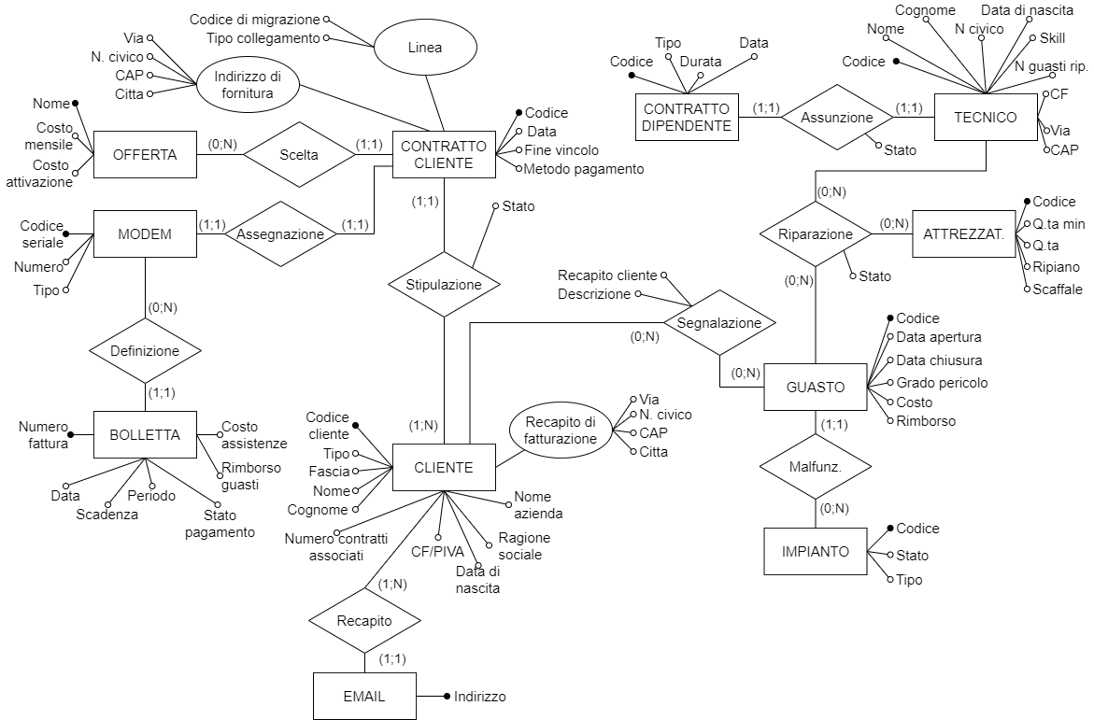 Codice di migrazione
Tipo collegamento
Linea
Via
N. civico
CAP
Citta
Indirizzo di
fornitura
Nome
Costo
mensile
Costo
attivazione
OFFERTA
(0;N)
Scelta
(1;1)
CONTRATTO
CLIENTE
Codice
Data
Fine vincolo
Metodo pagamento
Codice
seriale
Numero
Tipo
MODEM
(1;1)
Assegnazione
(1;1)
(1;1)
Stato
Stipulazione
(0;N)
Definizione
(1;1)
Numero
fattura
BOLLETTA
Costo
assistenze
Rimborso
guasti
Data
Scadenza
Periodo
Stato
pagamento
(1;N)
Codice
cliente
Tipo
Fascia
Nome
Cognome
CLIENTE
Recapito di
fatturazione
Via
N. civico
CAP
Citta
Numero contratti
associati
CF/PIVA
Data di
nascita
Ragione
sociale
Nome
azienda
(1;N)
Recapito
(1;1)
EMAIL
Indirizzo
Recapito cliente
Descrizione
Segnalazione
(0;N)
(0;N)
Codice
Tipo
Durata
Data
CONTRATTO
DIPENDENTE
(1;1)
Assunzione
(1;1)
Stato
TECNICO
Codice
Nome
Cognome
N civico
Data di nascita
Skill
N guasti rip.
CF
Via
CAP
(0;N)
Riparazione
(0;N)
Stato
(0;N)
ATTREZZAT.
Codice
Q.ta min
Q.ta
Ripiano
Scaffale
GUASTO
Codice
Data apertura
Data chiusura
Grado pericolo
Costo
Rimborso
(1;1)
Malfunz.
(0;N)
IMPIANTO
Codice
Stato
Tipo